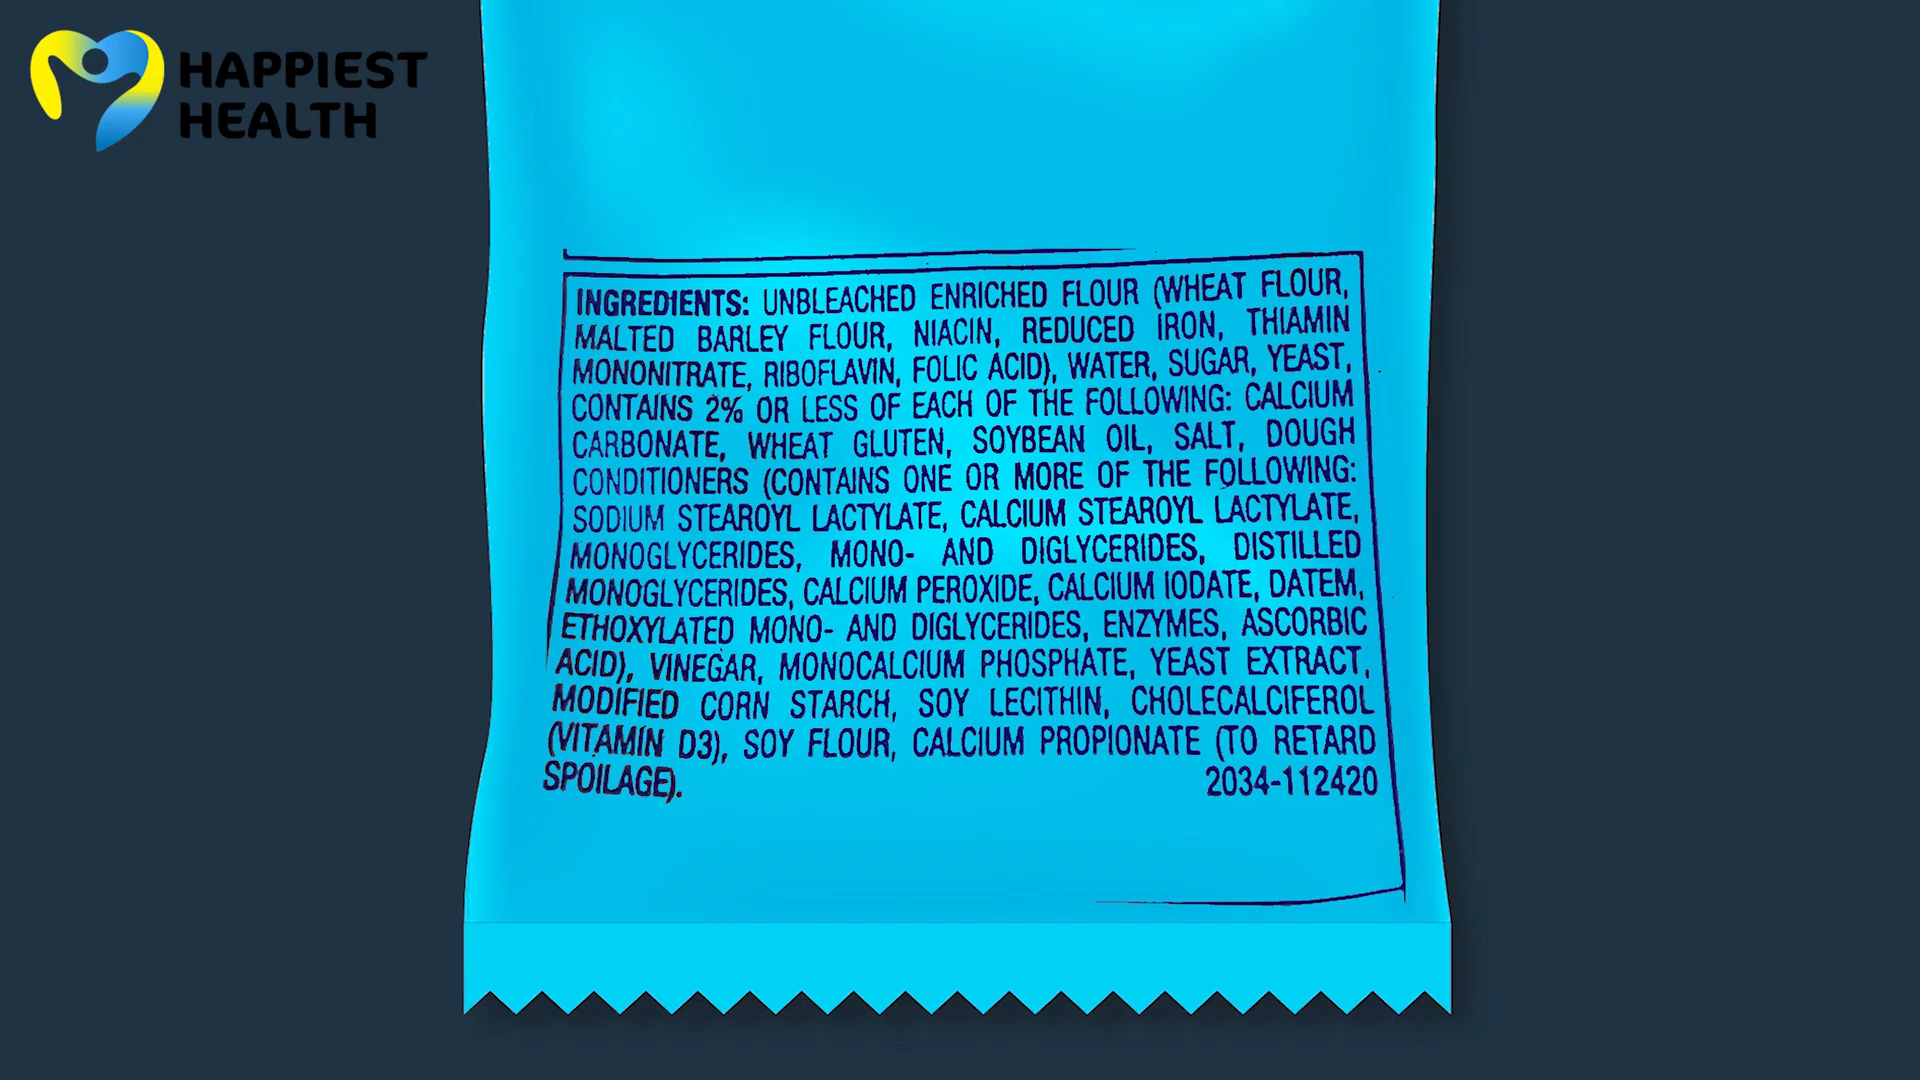 HAPPIEST
HEALTH
INGREDIENTS: UNBLEACHED ENRICHED FLOUR (WHEAT FLOUR,
MALTED BARLEY FLOUR, NIACIN, REDUCED IRON, THIAMIN
MONONITRATE, RIBOFLAVIN, FOLIC ACID), WATER, SUGAR, YEAST,
CONTAINS 2% OR LESS OF EACH OF THE FOLLOWING: CALCIUM
CARBONATE, WHEAT GLUTEN, SOYBEAN OIL, SALT, DOUGH
CONDITIONERS (CONTAINS ONE OR MORE OF THE FOLLOWING:
SODIUM STEAROYL LACTYLATE, CALCIUM STEAROYL LACTYLATE,
MONOGLYCERIDES, MONO- AND DIGLYCERIDES, DISTILLED
MONOGLYCERIDES, CALCIUM PEROXIDE, CALCIUM IODATE, DATEM,
ETHOXYLATED MONO- AND DIGLYCERIDES, ENZYMES, ASCORBIC
ACID), VINEGAR, MONOCALCIUM PHOSPHATE, YEAST EXTRACT,
MODIFIED CORN STARCH, SOY LECITHIN, CHOLECALCIFEROL
(VITAMIN D3), SOY FLOUR, CALCIUM PROPIONATE (TO RETARD
SPOILAGE). 2034-112420